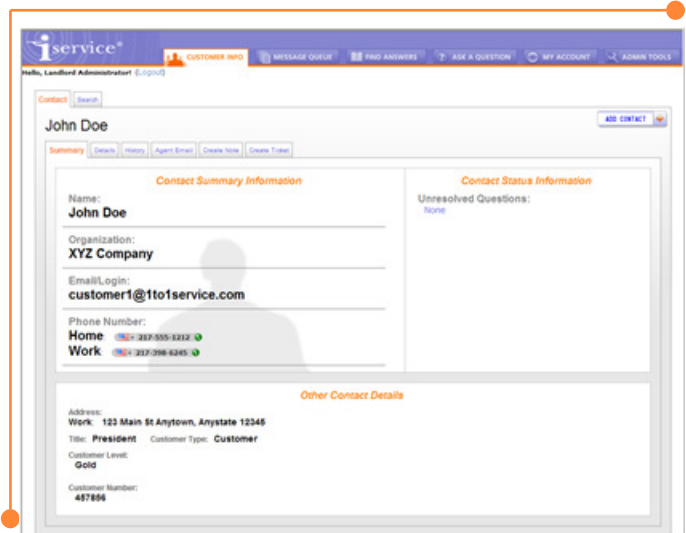 iservice®
CUSTOMER INFO MESSAGE QUEUE FIND ANSWERS ASK A QUESTION MY ACCOUNT ADMIN TOOLS
Hello, Landlord Administrator! (Logout)
Contact Search
John Doe
ADD CONTACT
Summary Details History Agent Email Create Note Create Ticket
Contact Summary Information
Name:
John Doe
Organization:
XYZ Company
Email/Login:
customer1@1to1service.com
Phone Number:
Home 217-555-1212
Work 217-398-6245
Contact Status Information
Unresolved Questions:
None
Other Contact Details
Address:
Work: 123 Main St Anytown, Anystate 12345
Title: President Customer Type: Customer
Customer Level:
Gold
Customer Number:
457856